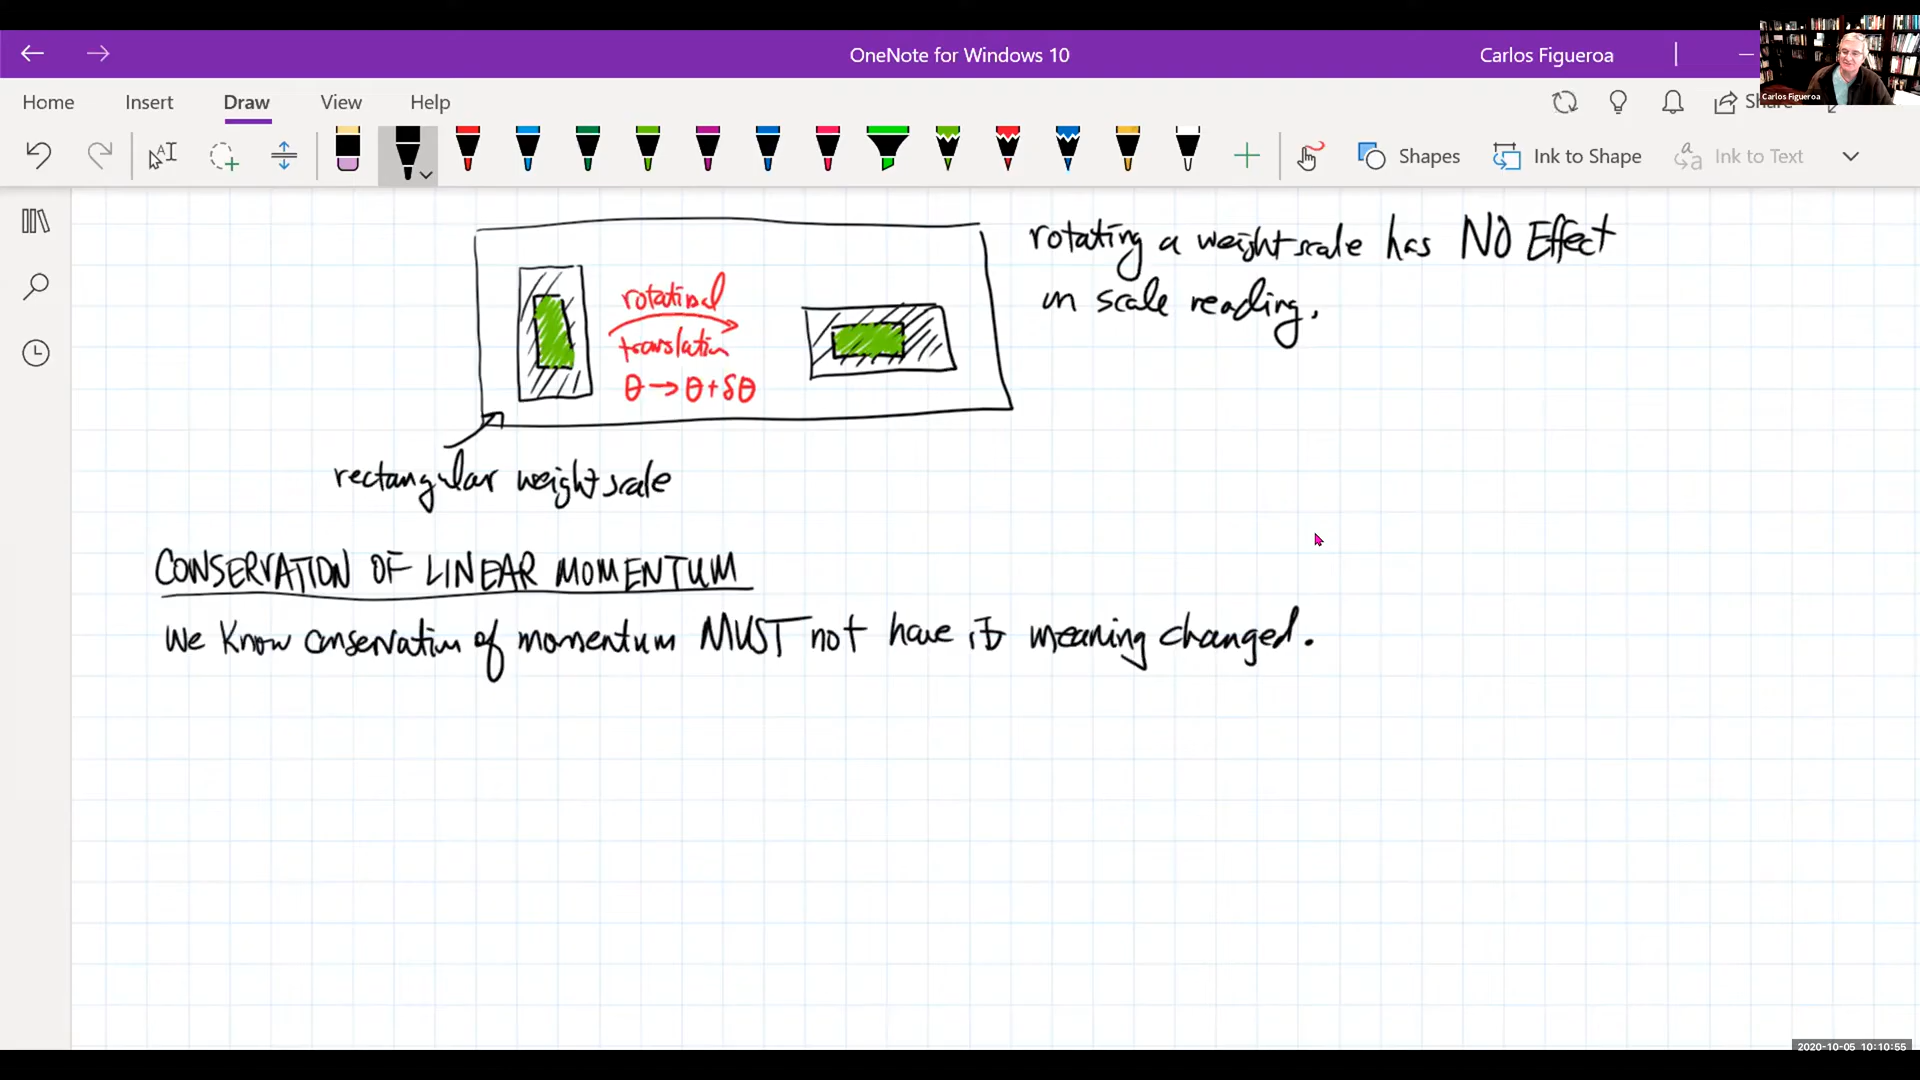 OneNote for Windows 10
Carlos Figueroa
Home Insert Draw View Help
Carlos Figueroa
Shapes Ink to Shape Ink to Text
rotating a weight scale has NO Effect
on scale reading.
rotational
translation
θ → θ + δθ
rectangular weight scale
CONSERVATION OF LINEAR MOMENTUM
We Know conservation of momentum MUST not have its meaning changed.
2020-10-05 10:10:55